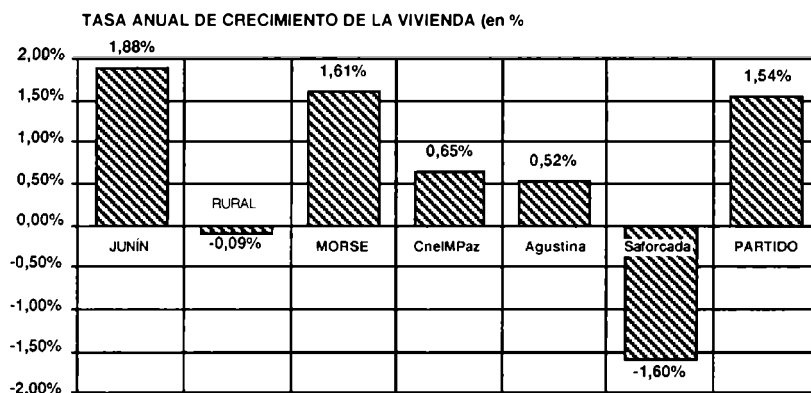 TASA ANUAL DE CRECIMIENTO DE LA VIVIENDA (en %
2,00%
1,88%
1,61%
1,54%
1,50%
1,00%
0,65%
0,52%
0,50%
RURAL
0,00%
JUNÍN
-0,09%
MORSE
CnelMPaz
Agustina
Saforcada
PARTIDO
-0,50%
-1,00%
-1,50%
-1,60%
-2,00%